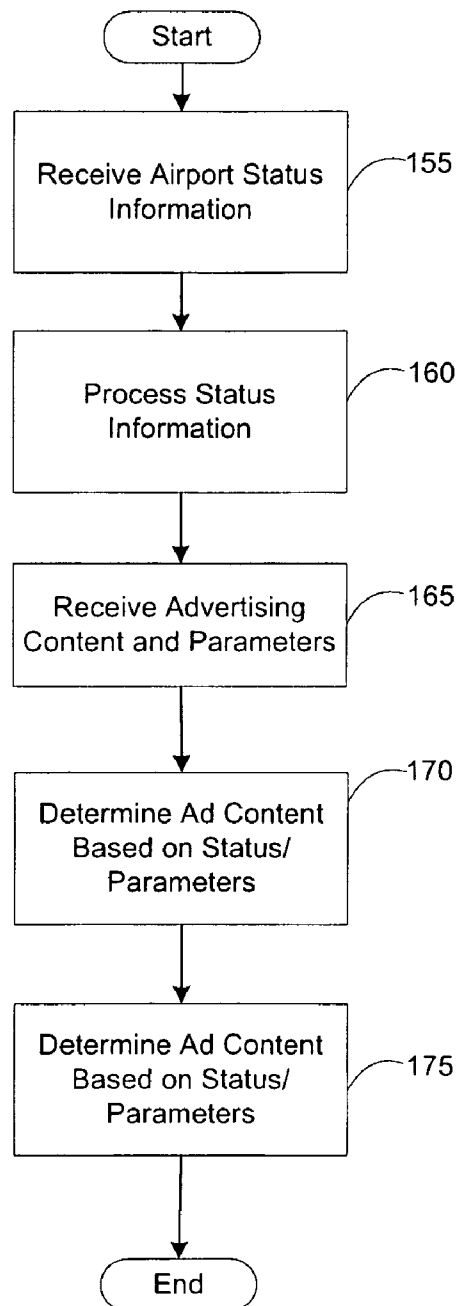 Start
Receive Airport Status
Information
155
Process Status
Information
160
Receive Advertising
Content and Parameters
165
Determine Ad Content
Based on Status/
Parameters
170
Determine Ad Content
Based on Status/
Parameters
175
End